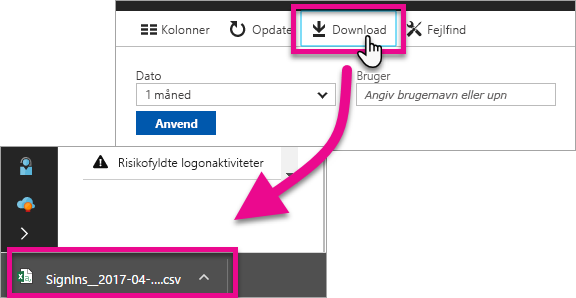 Kolonner Opdate Download Fejlfind
Dato Bruger
1 måned Angiv brugernavn eller upn
Anvend
Risikofyldte logonaktiviteter
SignIns__2017-04-....csv